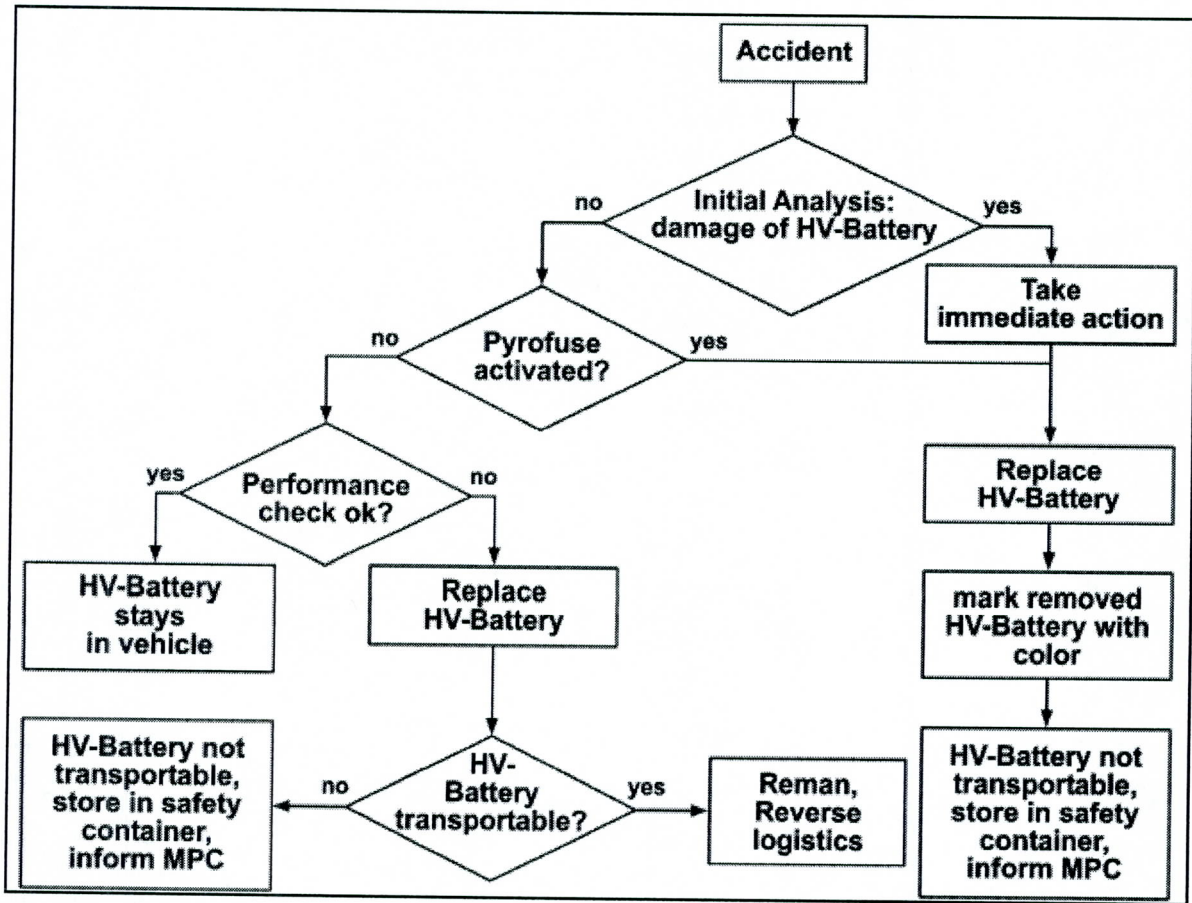 Accident
Initial Analysis:
damage of HV-Battery
no
yes
Take
immediate action
Pyrofuse
activated?
no
yes
Performance
check ok?
yes
no
Replace
HV-Battery
HV-Battery
stays
in vehicle
Replace
HV-Battery
mark removed
HV-Battery with
color
HV-Battery not
transportable,
store in safety
container,
inform MPC
no
HV-
Battery
transportable?
yes
Reman,
Reverse
logistics
HV-Battery not
transportable,
store in safety
container,
inform MPC